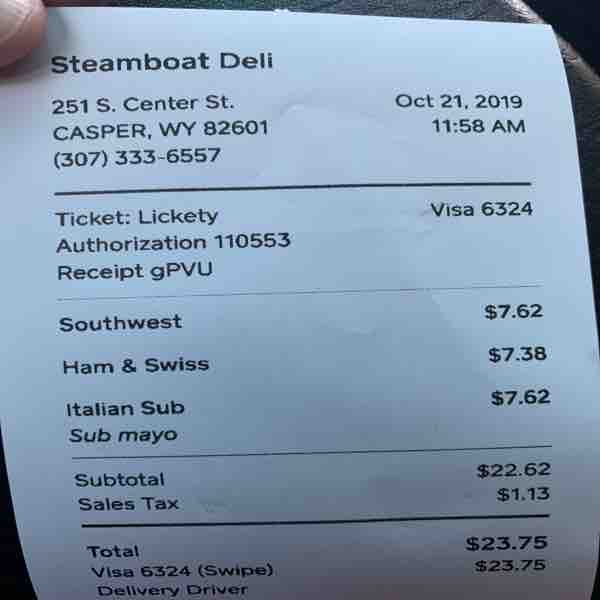 Steamboat Deli
251 S. Center St. Oct 21, 2019
CASPER, WY 82601 11:58 AM
(307) 333-6557
Ticket: Lickety Visa 6324
Authorization 110553
Receipt gPVU
Southwest $7.62
Ham & Swiss $7.38
Italian Sub $7.62
Sub mayo
Subtotal $22.62
Sales Tax $1.13
Total $23.75
Visa 6324 (Swipe) $23.75
Delivery Driver